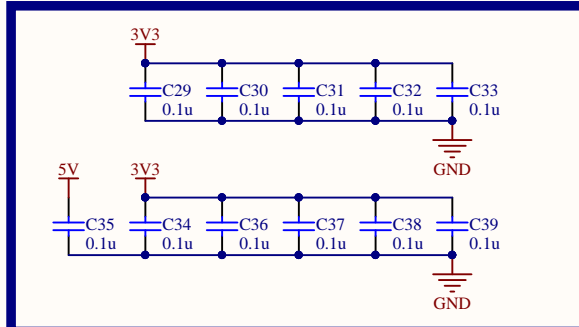 3V3
C29 C30 C31 C32 C33
0.1u 0.1u 0.1u 0.1u 0.1u
GND
5V 3V3
C35 C34 C36 C37 C38 C39
0.1u 0.1u 0.1u 0.1u 0.1u 0.1u
GND